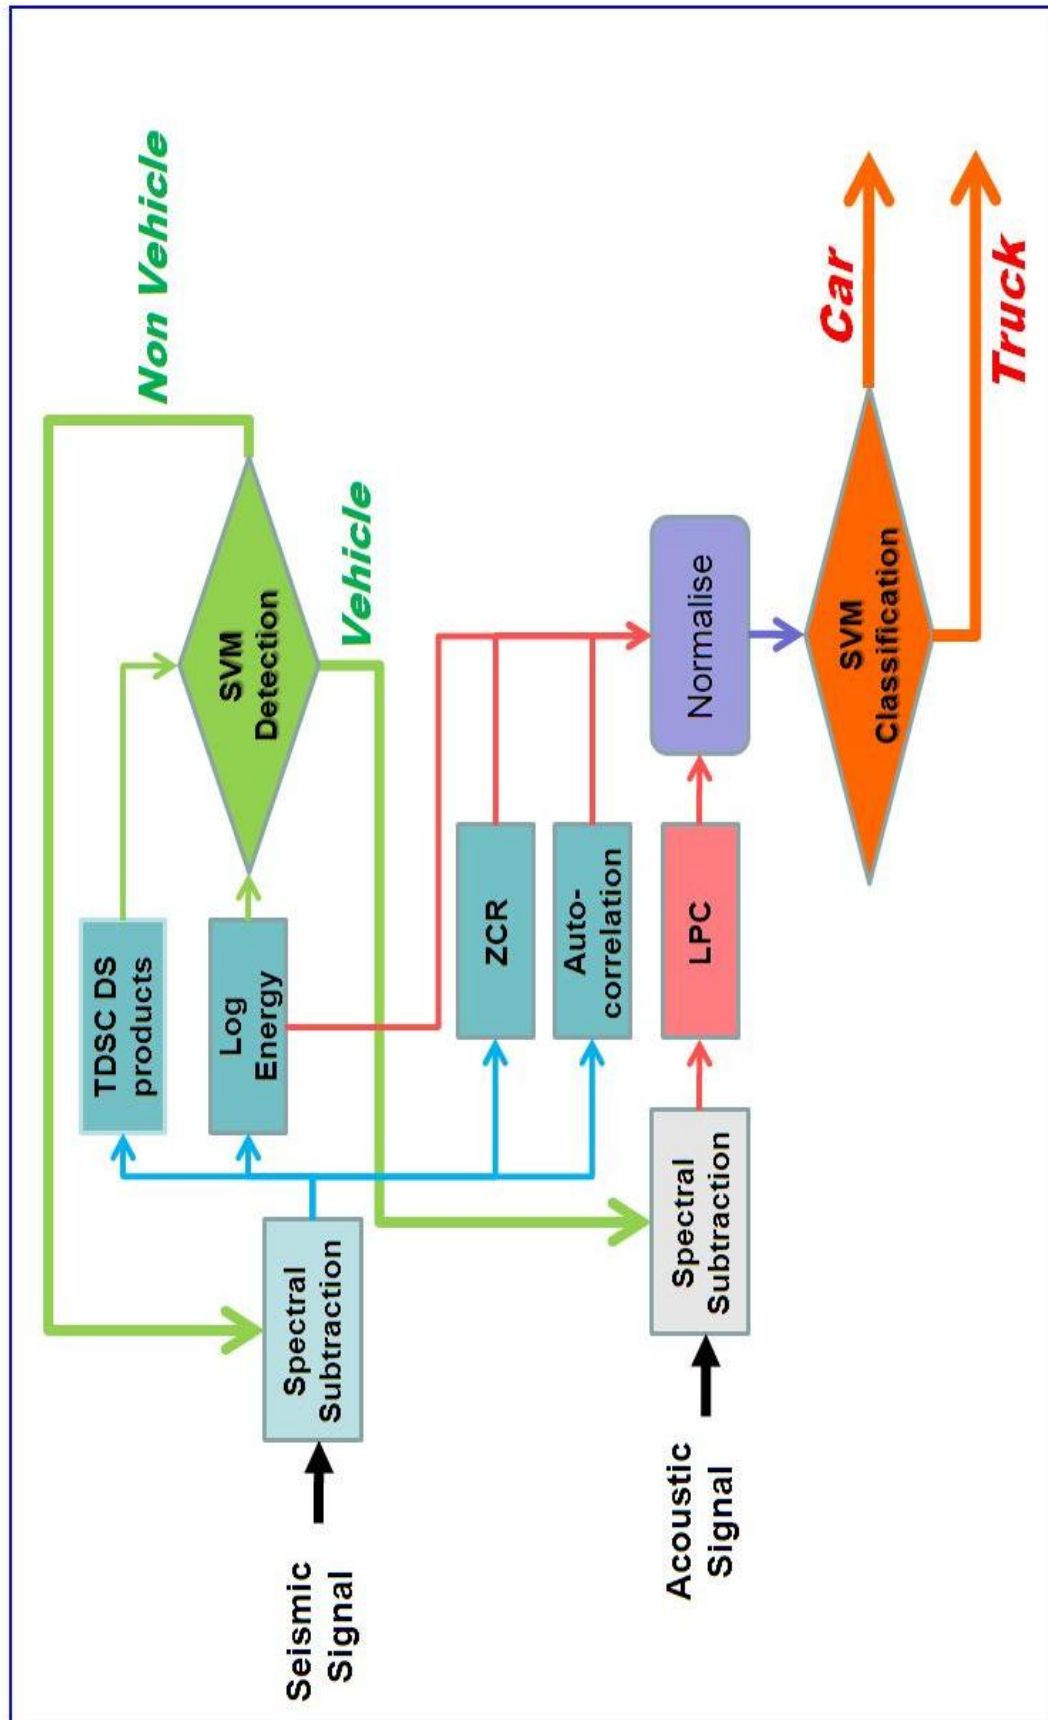 Non Vehicle
TDSC DS
products
SVM
Detection
Log
Energy
Vehicle
Spectral
Subtraction
Seismic
Signal
ZCR
Auto-
correlation
Acoustic
Signal
Spectral
Subtraction
LPC
Normalise
Car
SVM
Classification
Truck